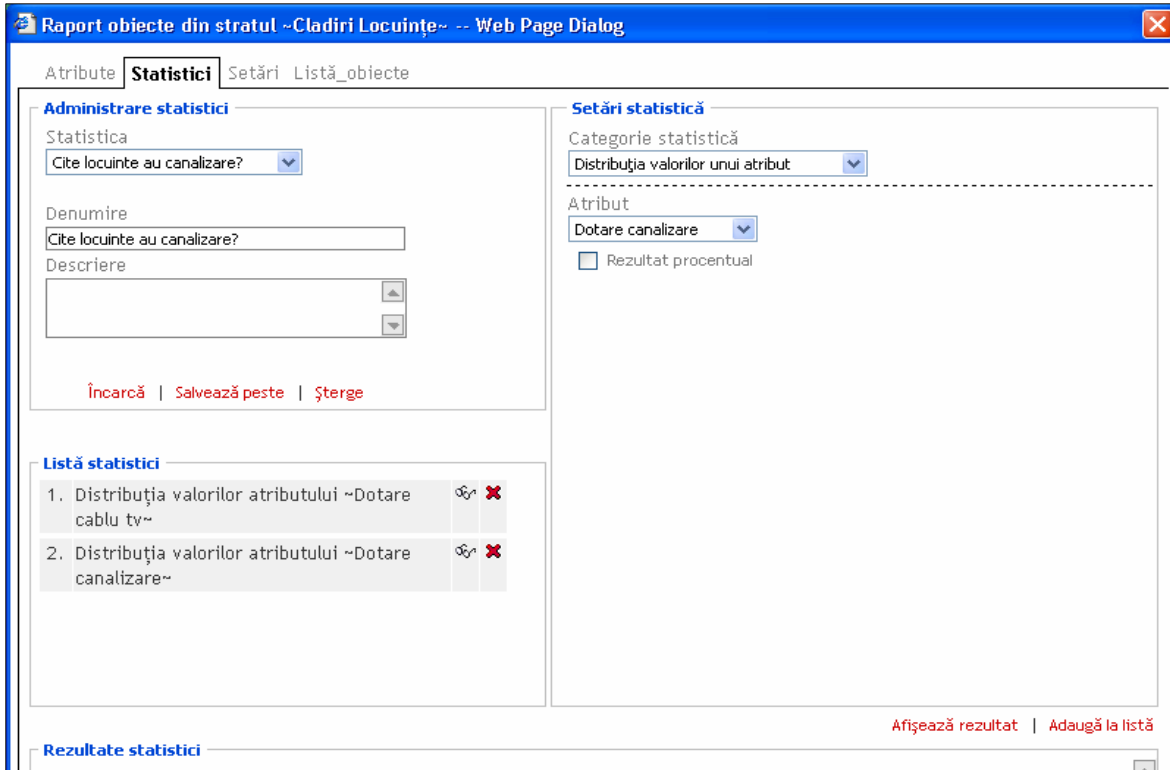 Raport obiecte din stratul ~Cladiri Locuințe~ -- Web Page Dialog
Atribute Statistici Setări Listă_obiecte
Administrare statistici
Statistica
Cite locuinte au canalizare?
Denumire
Cite locuinte au canalizare?
Descriere
Încarcă | Salvează peste | Şterge
Listă statistici
1. Distribuția valorilor atributului ~Dotare
cablu tv~
2. Distribuția valorilor atributului ~Dotare
canalizare~
Setări statistică
Categorie statistică
Distribuţia valorilor unui atribut
Atribut
Dotare canalizare
Rezultat procentual
Afişează rezultat | Adaugă la listă
Rezultate statistici